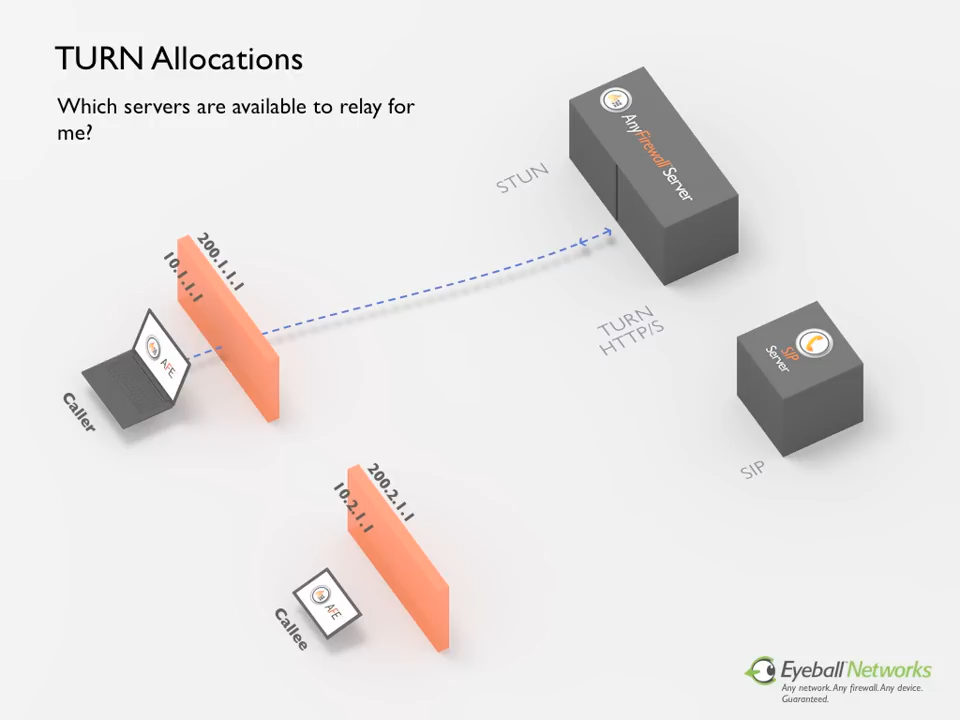 TURN Allocations
Which servers are available to relay for
me?
AnyFirewall Server
STUN
200.1.1.1
10.1.1.1
TURN
HTTP/S
SIP
Server
AFE
Caller
SIP
200.2.1.1
10.2.1.1
AFE
Callee
Eyeball Networks
Any network. Any firewall. Any device.
Guaranteed.